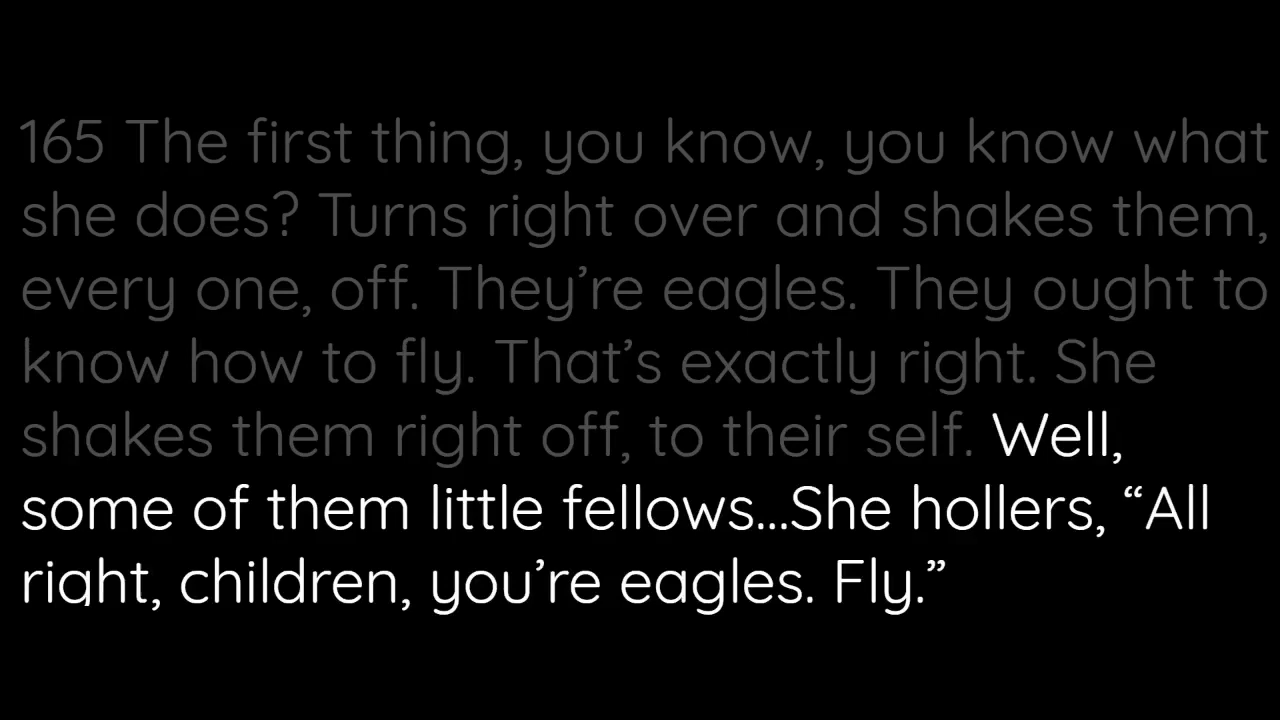 165 The first thing, you know, you know what
she does? Turns right over and shakes them,
every one, off. They’re eagles. They ought to
know how to fly. That’s exactly right. She
shakes them right off, to their self. Well,
some of them little fellows...She hollers, “All
right, children, you’re eagles. Fly.”